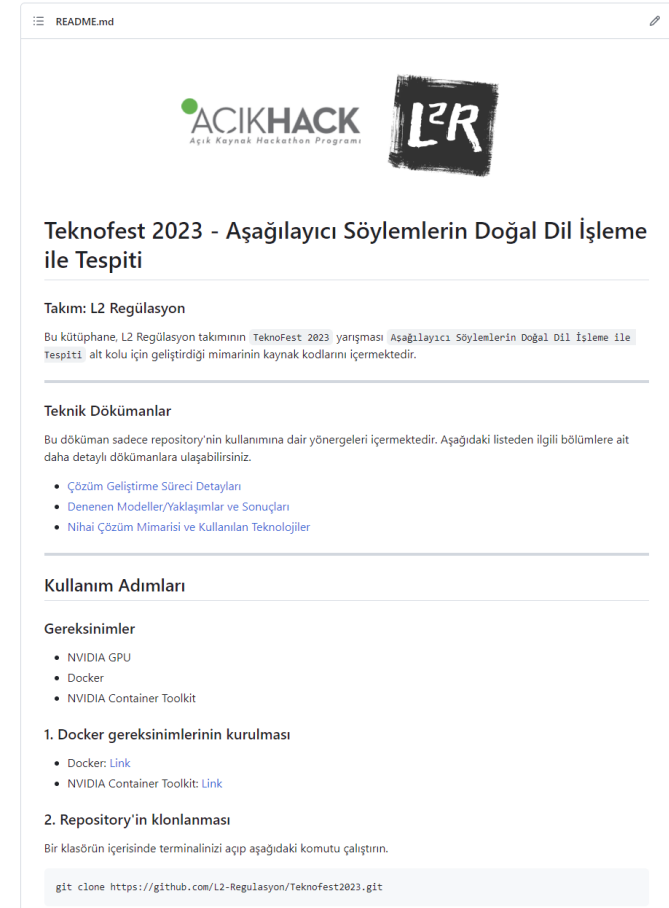 README.md
AÇIKHACK
Açık Kaynak Hackathon Programı
L2R
Teknofest 2023 - Aşağılayıcı Söylemlerin Doğal Dil İşleme
ile Tespiti
Takım: L2 Regülasyon
Bu kütüphane, L2 Regülasyon takımının TeknoFest 2023 yarışması Aşağılayıcı Söylemlerin Doğal Dil İşleme ile
Tespiti alt kolu için geliştirdiği mimarinin kaynak kodlarını içermektedir.
Teknik Dökümanlar
Bu döküman sadece repository'nin kullanımına dair yönergeleri içermektedir. Aşağıdaki listeden ilgili bölümlere ait
daha detaylı dökümanlara ulaşabilirsiniz.
• Çözüm Geliştirme Süreci Detayları
• Denenen Modeller/Yaklaşımlar ve Sonuçları
• Nihai Çözüm Mimarisi ve Kullanılan Teknolojiler
Kullanım Adımları
Gereksinimler
• NVIDIA GPU
• Docker
• NVIDIA Container Toolkit
1. Docker gereksinimlerinin kurulması
• Docker: Link
• NVIDIA Container Toolkit: Link
2. Repository'in klonlanması
Bir klasörün içerisinde terminalinizi açıp aşağıdaki komutu çalıştırın.
git clone https://github.com/L2-Regulasyon/Teknofest2023.git